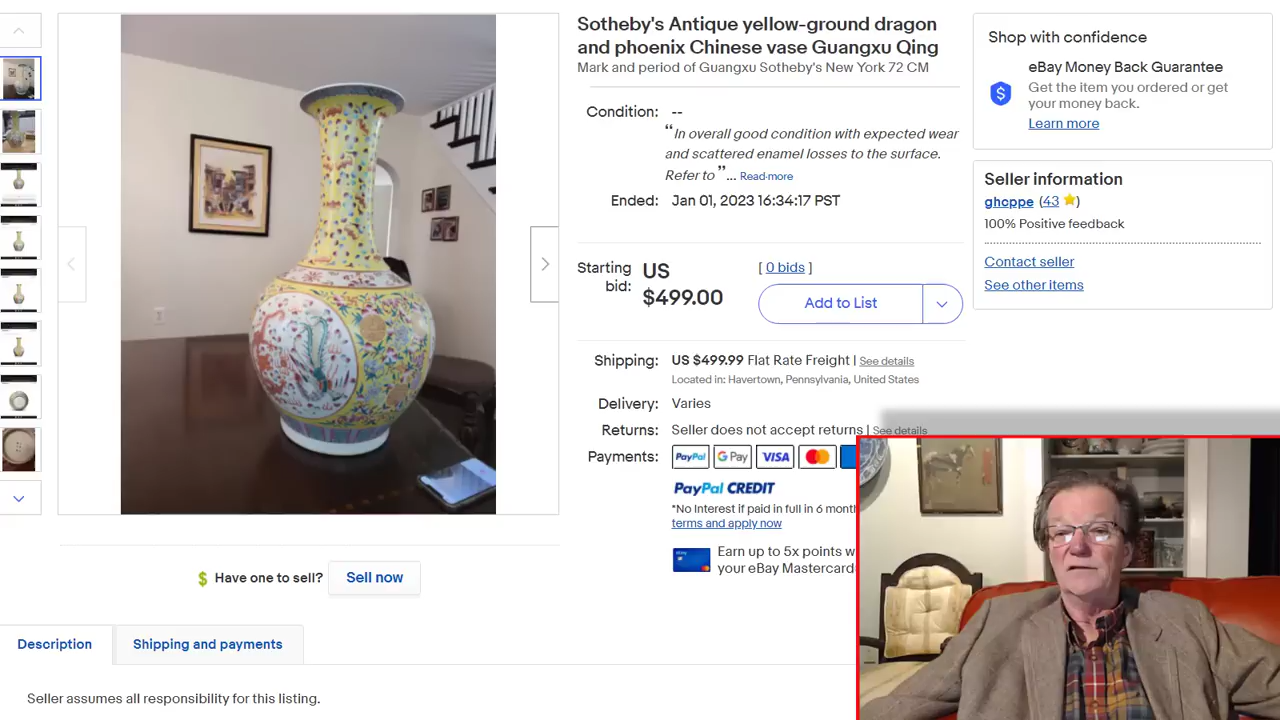 Sotheby's Antique yellow-ground dragon
and phoenix Chinese vase Guangxu Qing
Mark and period of Guangxu Sotheby's New York 72 CM
Condition: --
“In overall good condition with expected wear
and scattered enamel losses to the surface.
Refer to ”... Read more
Ended: Jan 01, 2023 16:34:17 PST
Starting bid: US $499.00 [ 0 bids ]
Add to List
Shipping: US $499.99 Flat Rate Freight | See details
Located in: Havertown, Pennsylvania, United States
Delivery: Varies
Returns: Seller does not accept returns | See details
Payments: PayPal G Pay VISA MasterCard
PayPal CREDIT
*No Interest if paid in full in 6 month
terms and apply now
ebay
Earn up to 5x points w
your eBay Mastercard
Shop with confidence
$
eBay Money Back Guarantee
Get the item you ordered or get
your money back.
Learn more
Seller information
ghcppe (43)
100% Positive feedback
Contact seller
See other items
$ Have one to sell? Sell now
Description
Shipping and payments
Seller assumes all responsibility for this listing.